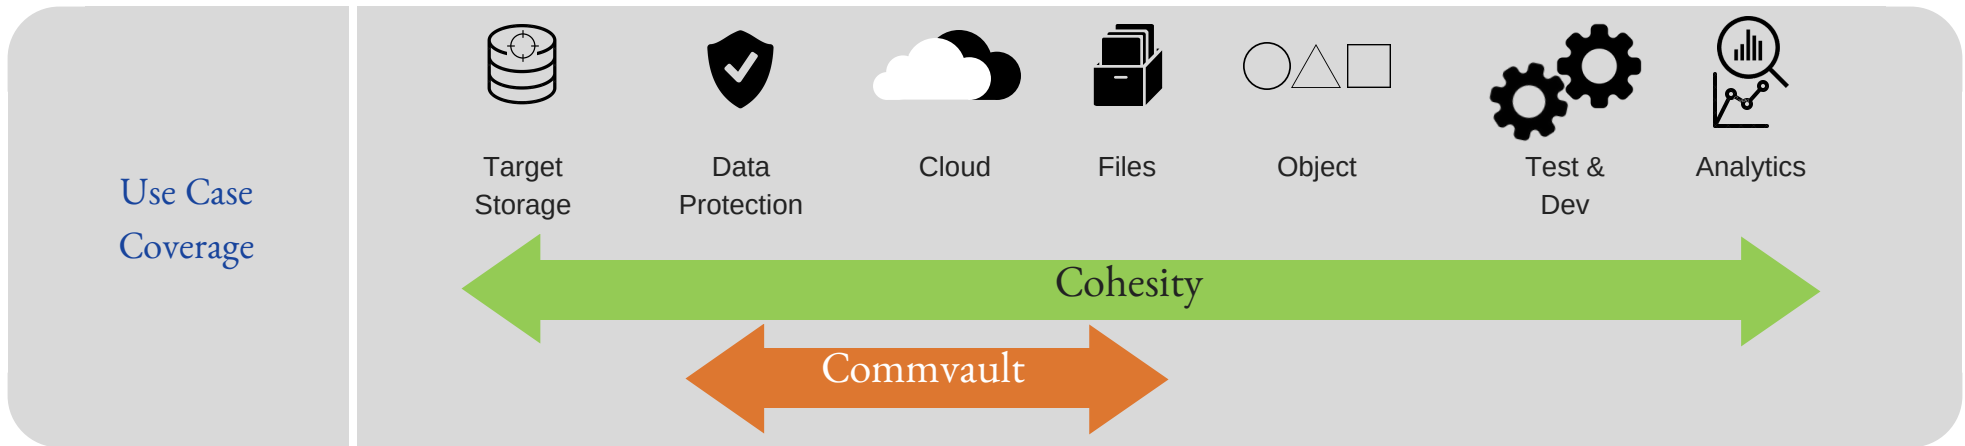 Use Case
Coverage
Target
Storage
Data
Protection
Cloud
Files
Object
Test &
Dev
Analytics
Cohesity
Commvault